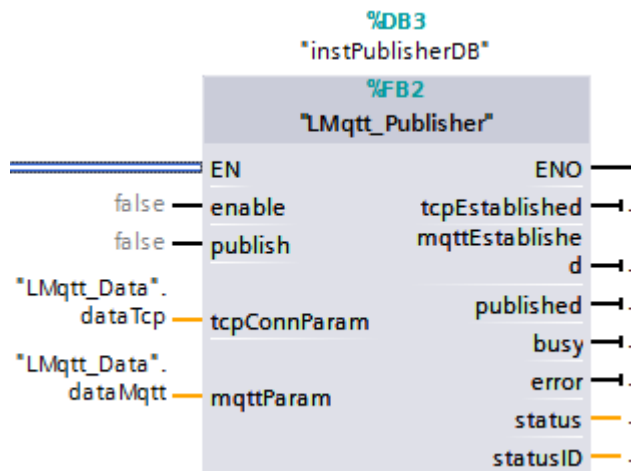 %DB3
"instPublisherDB"
%FB2
"LMqtt_Publisher"
EN ENO
false enable tcpEstablished
false publish mqttEstablishe
d
"LMqtt_Data".
dataTcp tcpConnParam published
busy
"LMqtt_Data".
dataMqtt mqttParam error
status
statusID